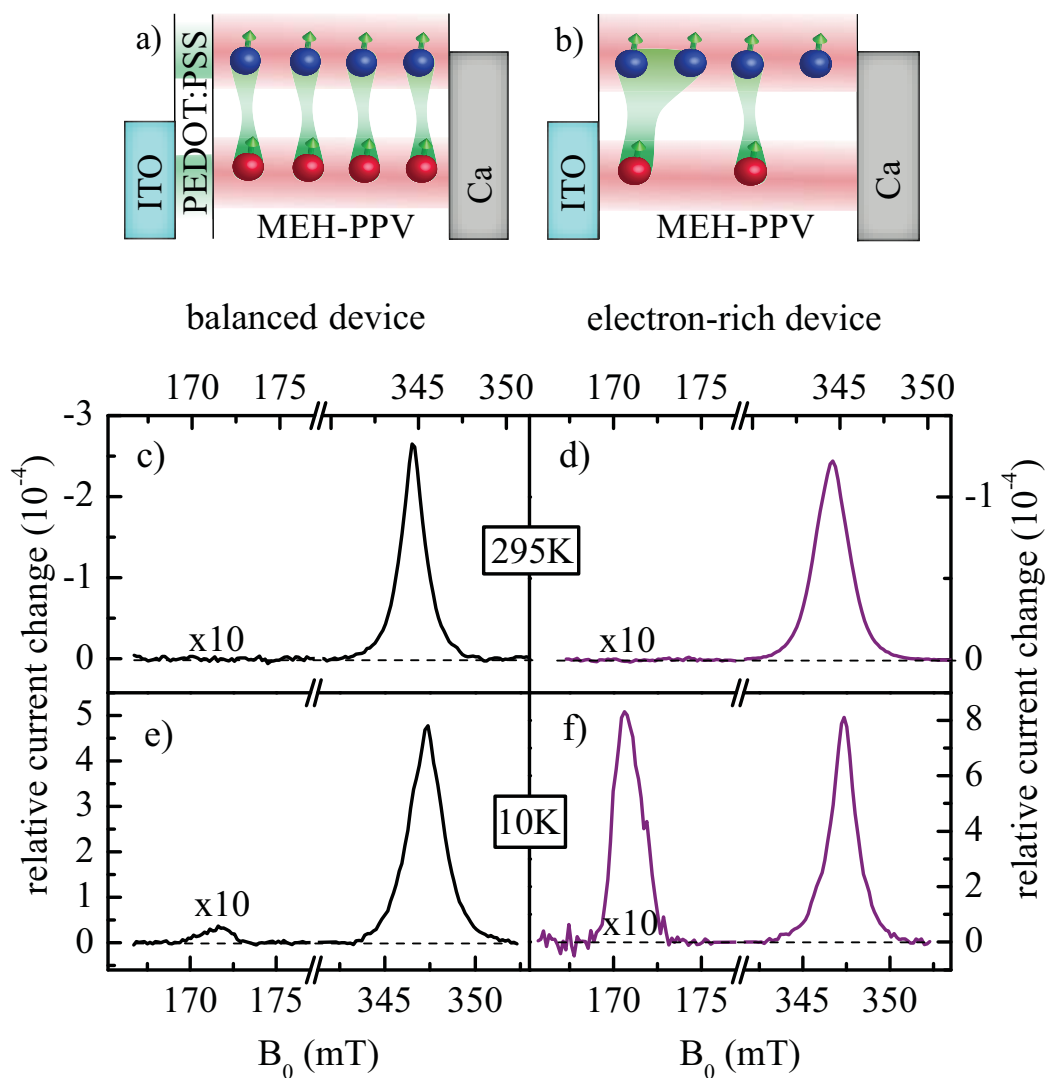 a)
PEDOT:PSS
ITO
Ca
MEH-PPV
b)
ITO
Ca
MEH-PPV
balanced device
electron-rich device
170 175 345 350
170 175 345 350
relative current change (10⁻⁴)
-3
-2
-1
0
c)
x10
295K
d)
x10
-1
0
relative current change (10⁻⁴)
5
4
3
2
1
0
e)
x10
10K
f)
x10
8
6
4
2
0
170 175 345 350
170 175 345 350
B₀ (mT)
B₀ (mT)